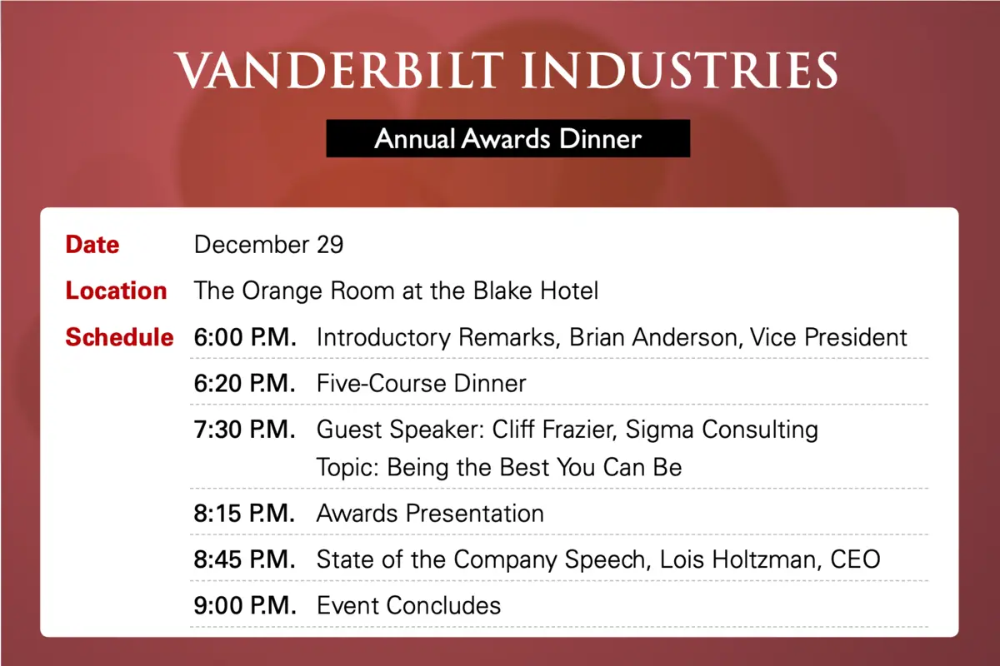 VANDERBILT INDUSTRIES
Annual Awards Dinner
Date December 29
Location The Orange Room at the Blake Hotel
Schedule 6:00 P.M. Introductory Remarks, Brian Anderson, Vice President
6:20 P.M. Five-Course Dinner
7:30 P.M. Guest Speaker: Cliff Frazier, Sigma Consulting
Topic: Being the Best You Can Be
8:15 P.M. Awards Presentation
8:45 P.M. State of the Company Speech, Lois Holtzman, CEO
9:00 P.M. Event Concludes